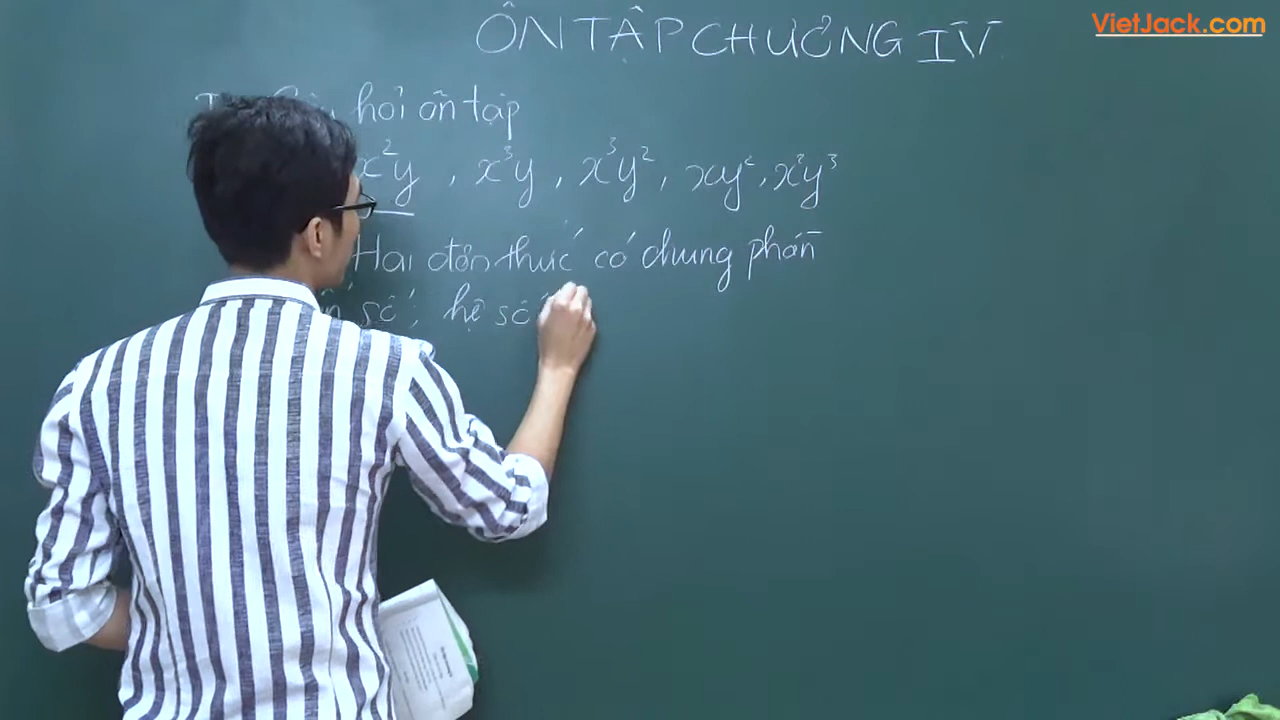 VietJack.com
ÔN TẬP CHƯƠNG IV
hỏi ôn tập
x²y , x³y , x³y² , xy² , x²y³
Hai đơn thức có chung phần
số , hệ số